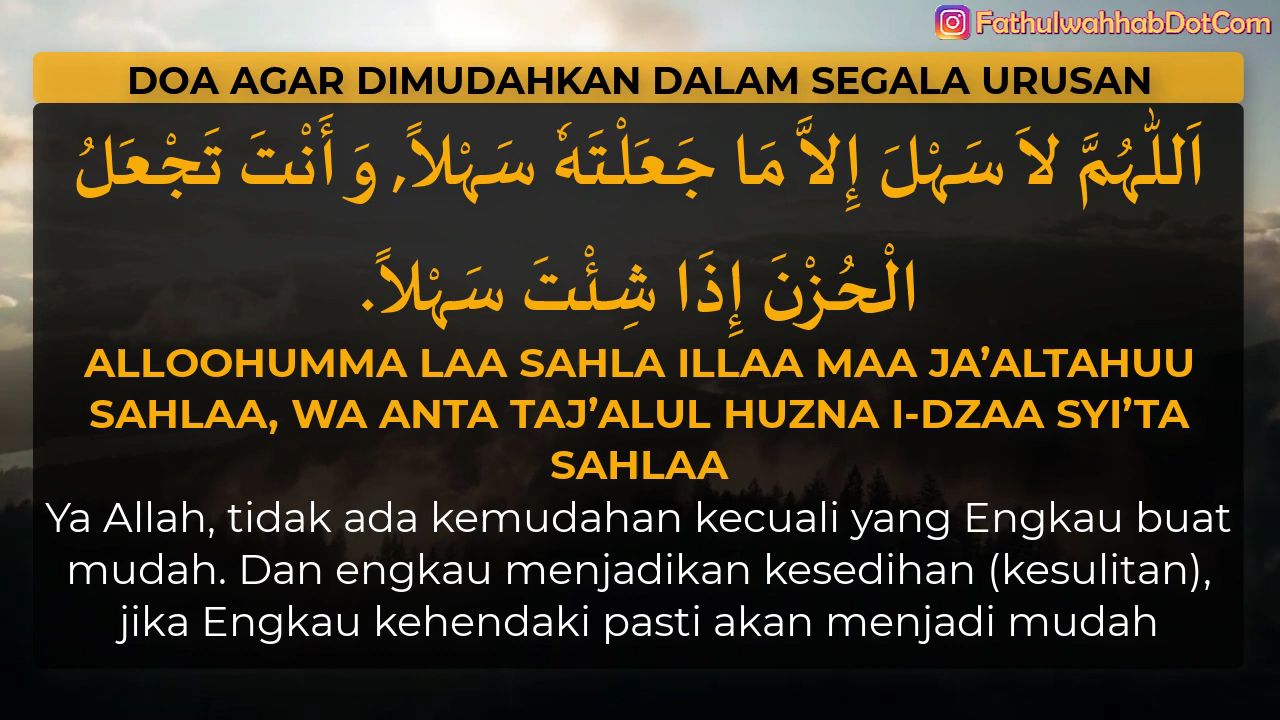 FathulwahhabDotCom
DOA AGAR DIMUDAHKAN DALAM SEGALA URUSAN
اَللّٰهُمَّ لاَ سَهْلَ إِلاَّ مَا جَعَلْتَهٗ سَهْلاً, وَ أَنْتَ تَجْعَلُ
الْحُزْنَ إِذَا شِئْتَ سَهْلاً.
ALLOOHUMMA LAA SAHLA ILLAA MAA JA’ALTAHUU
SAHLAA, WA ANTA TAJ’ALUL HUZNA I-DZAA SYI’TA
SAHLAA
Ya Allah, tidak ada kemudahan kecuali yang Engkau buat
mudah. Dan engkau menjadikan kesedihan (kesulitan),
jika Engkau kehendaki pasti akan menjadi mudah